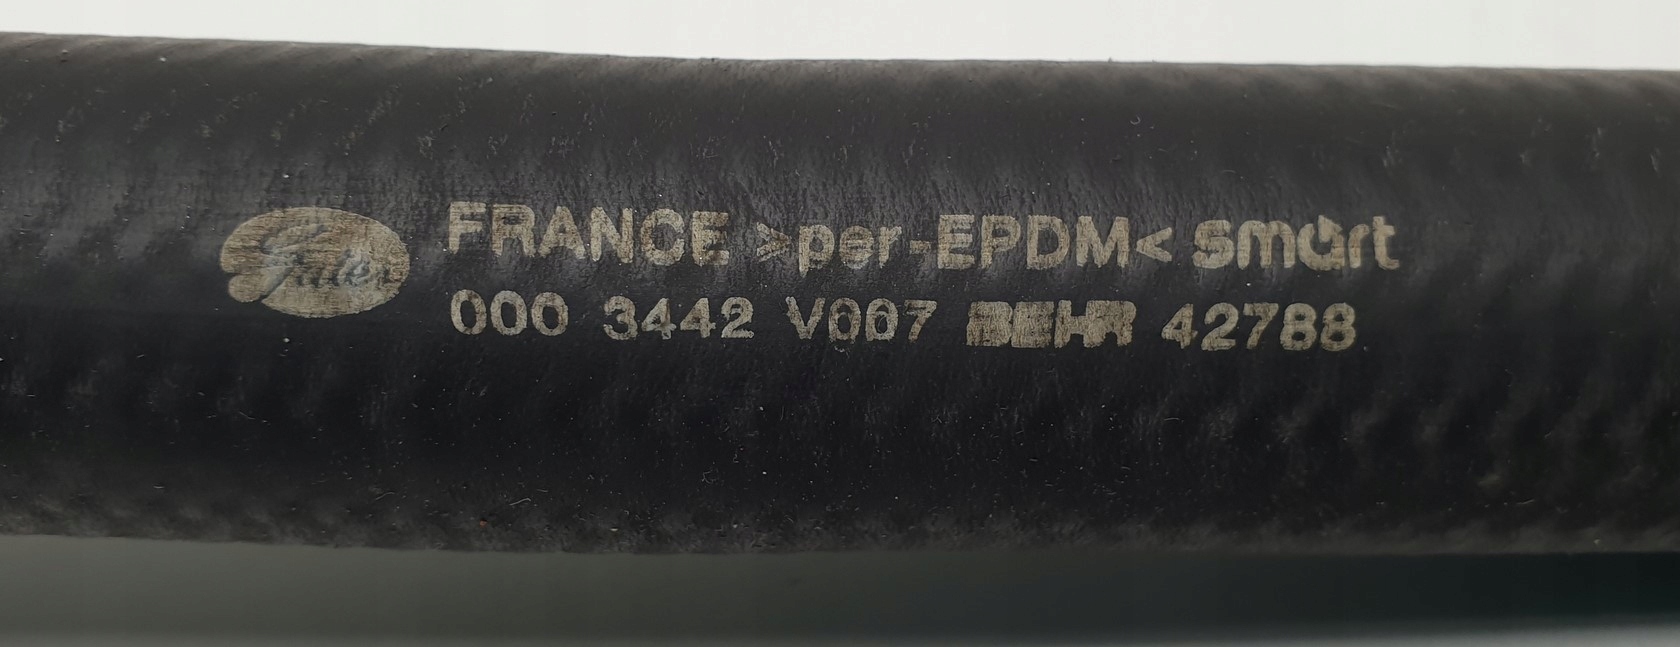 Gates FRANCE >per-EPDM< smart
000 3442 V007 BEHR 42788